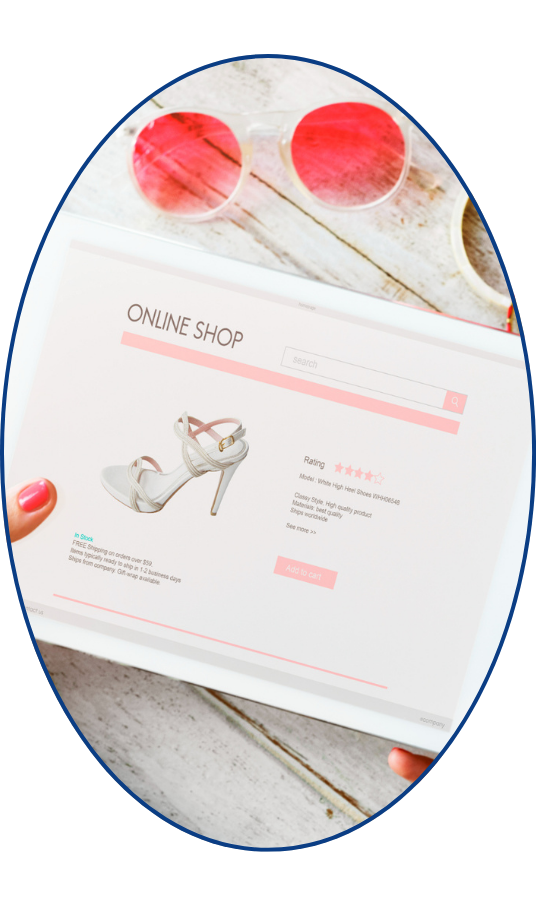 ONLINE SHOP
search
Rating
Model : White High Heel Shoes WHH06548
Classy Style, High quality product
Materials: best quality
Ships worldwide
See more >>
In Stock
FREE Shipping on orders over $59.
Items typically ready to ship in 1-2 business days
Ships from company. Gift-wrap available.
Add to cart